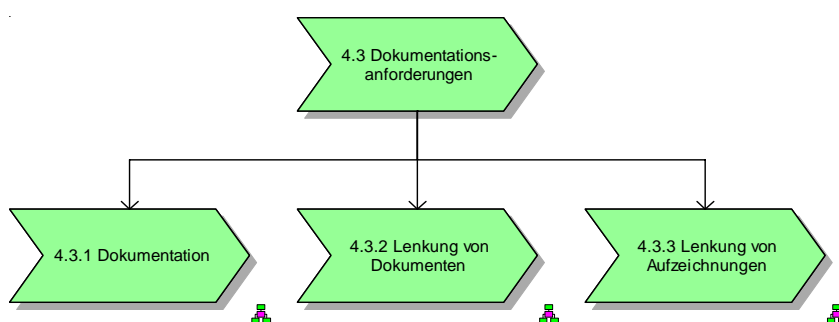 4.3 Dokumentations-
anforderungen
4.3.1 Dokumentation
4.3.2 Lenkung von
Dokumenten
4.3.3 Lenkung von
Aufzeichnungen